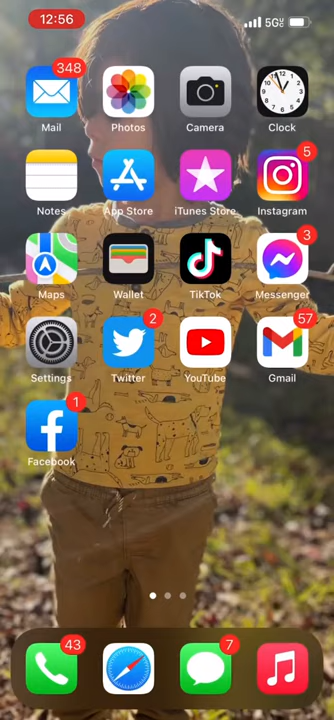 12:56
5GUC
348
Mail
Photos
Camera
Clock
5
Notes
App Store
iTunes Store
Instagram
3
Maps
Wallet
TikTok
Messenger
2
57
Settings
Twitter
YouTube
Gmail
1
Facebook
43
7